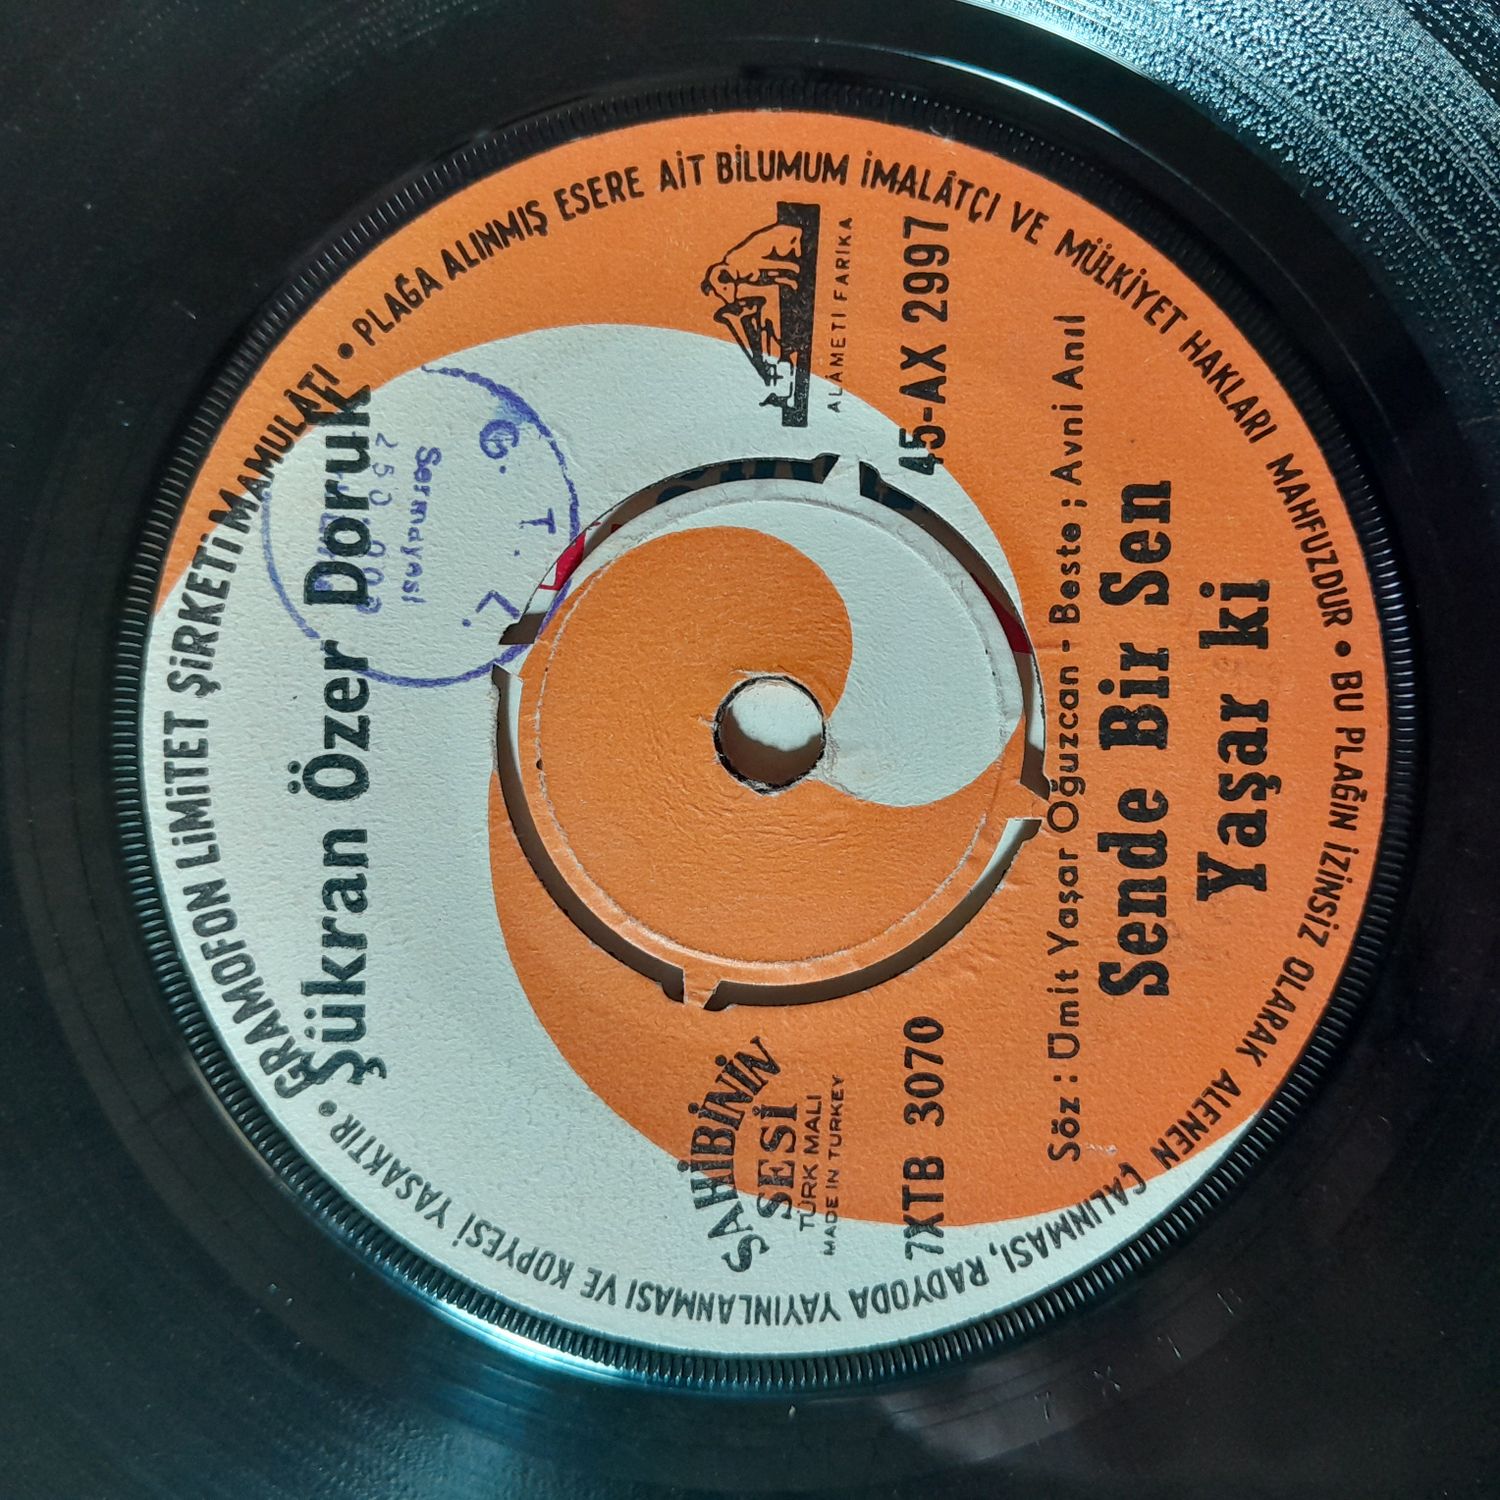 GRAMOFON LİMİTET ŞİRKETİ MAMULÂTI • PLAĞA ALINMIŞ ESERE AİT BİLUMUM İMALÂTÇI VE MÜLKİYET HAKLARI MAHFUZDUR • BU PLAĞIN İZİNSİZ OLARAK ALENEN ÇALINMASI, RADYODA YAYINLANMASI VE KOPYESİ YASAKTIR •
Şükran Özer Doruk
G. T. L.
Sermayesi
SAHİBİNİN
SESİ
TÜRK MALI
MADE IN TURKEY
ALÂMETİ FARİKA
7XTB 3070
45-AX 2997
Söz : Ümit Yaşar Oğuzcan - Beste ; Avni Anıl
Sende Bir Sen
Yaşar ki